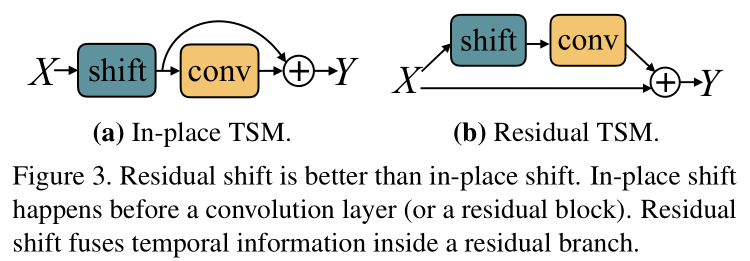 X shift conv + Y
X shift conv + Y
(a) In-place TSM.
(b) Residual TSM.
Figure 3. Residual shift is better than in-place shift. In-place shift
happens before a convolution layer (or a residual block). Residual
shift fuses temporal information inside a residual branch.